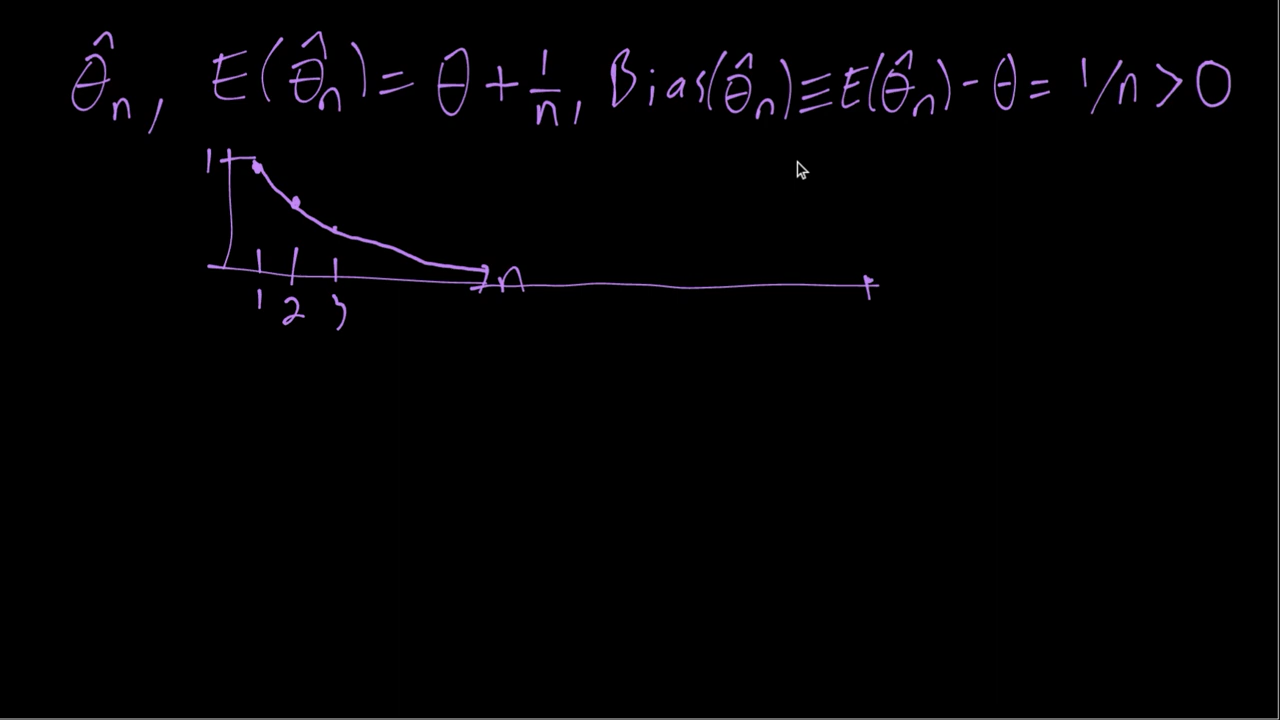 θ̂n, E(θ̂n) = θ + 1/n, Bias(θ̂n) ≡ E(θ̂n) - θ = 1/n > 0
1
n
1 2 3